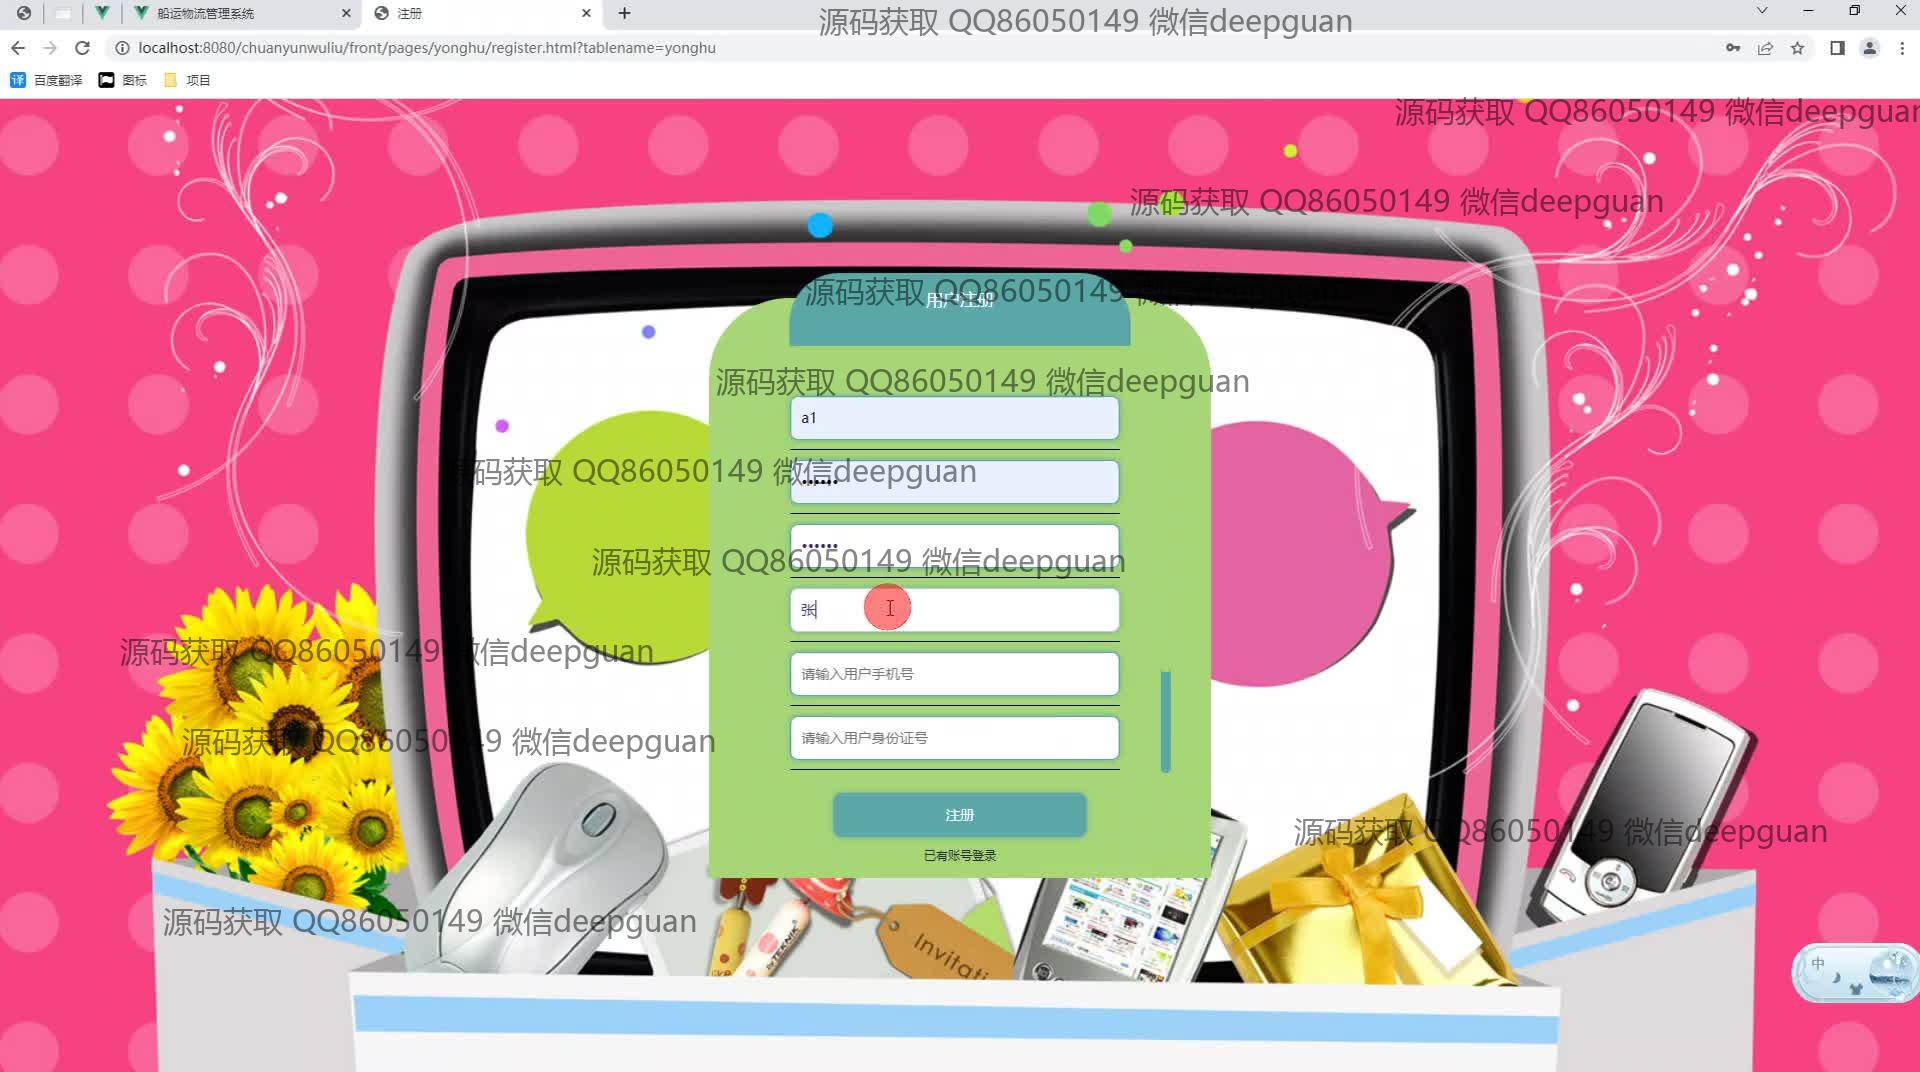 船运物流管理系统
注册
源码获取 QQ86050149 微信deepguan
localhost:8080/chuanyunwuliu/front/pages/yonghu/register.html?tablename=yonghu
百度翻译
图标
项目
源码获取 QQ86050149 微信deepguan
源码获取 QQ86050149 微信deepguan
源码获取 QQ86050149
用户注册
源码获取 QQ86050149 微信deepguan
a1
源码获取 QQ86050149 微信deepguan
••••••
••••••
源码获取 QQ86050149 微信deepguan
张
源码获取 QQ86050149 微信deepguan
请输入用户手机号
请输入用户身份证号
源码获取 QQ86050149 微信deepguan
注册
源码获取 QQ86050149 微信deepguan
已有账号登录
源码获取 QQ86050149 微信deepguan
Invitati
中